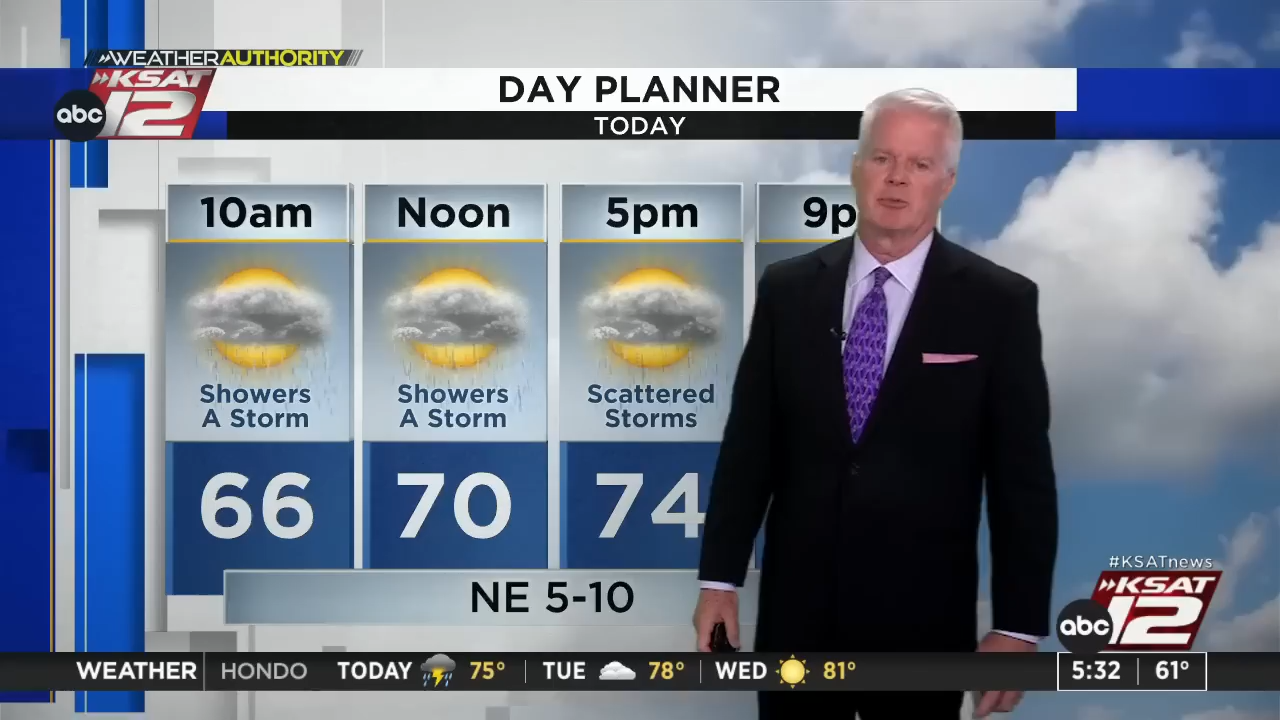 WEATHERAUTHORITY
KSAT
abc 12
DAY PLANNER
TODAY
10am
Noon
5pm
9p
Showers
A Storm
Showers
A Storm
Scattered
Storms
66
70
74
NE 5-10
#KSATnews
KSAT
abc 12
WEATHER HONDO TODAY 75° TUE 78° WED 81° 5:32 61°